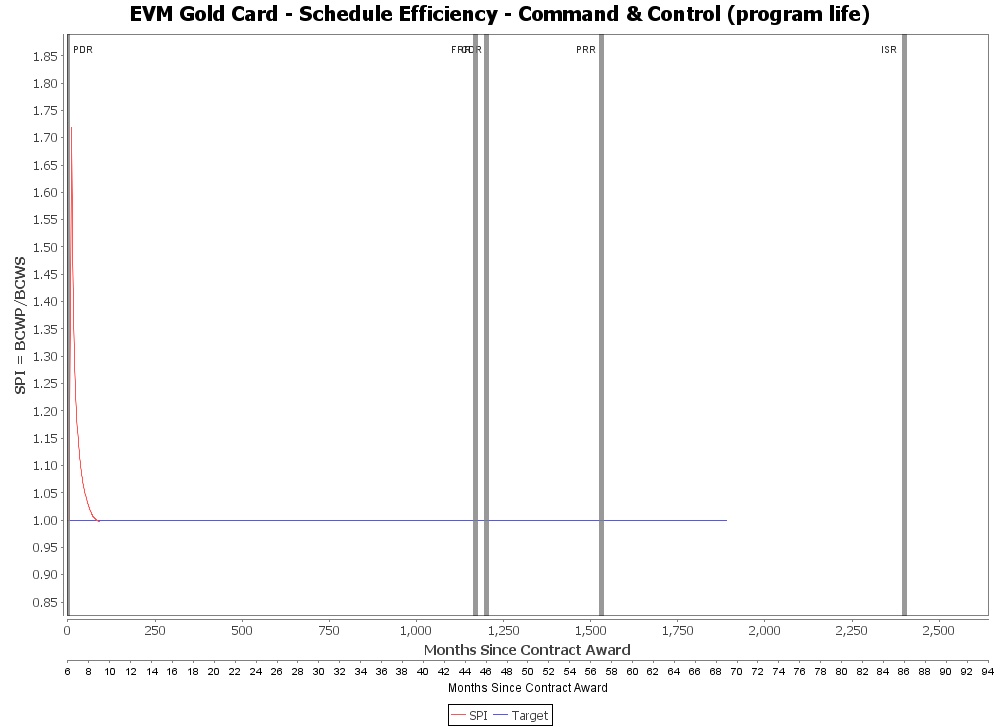 EVM Gold Card - Schedule Efficiency - Command & Control (program life)
PDR CDR PRR ISR
1.85
1.80
1.75
1.70
1.65
1.60
1.55
1.50
1.45
1.40
1.35
1.30
1.25
1.20
1.15
1.10
1.05
1.00
0.95
0.90
0.85
SPI = BCWP/BCWS
0 250 500 750 1,000 1,250 1,500 1,750 2,000 2,250 2,500
Months Since Contract Award
6 8 10 12 14 16 18 20 22 24 26 28 30 32 34 36 38 40 42 44 46 48 50 52 54 56 58 60 62 64 66 68 70 72 74 76 78 80 82 84 86 88 90 92 94
Months Since Contract Award
SPI Target